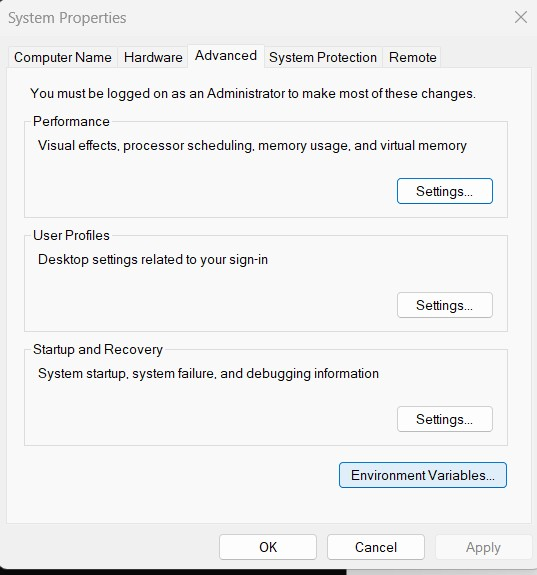 System Properties
Computer Name Hardware Advanced System Protection Remote
You must be logged on as an Administrator to make most of these changes.
Performance
Visual effects, processor scheduling, memory usage, and virtual memory
Settings...
User Profiles
Desktop settings related to your sign-in
Settings...
Startup and Recovery
System startup, system failure, and debugging information
Settings...
Environment Variables...
OK Cancel Apply